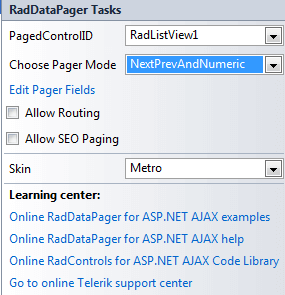 RadDataPager Tasks
PagedControlID RadListView1
Choose Pager Mode NextPrevAndNumeric
Edit Pager Fields
Allow Routing
Allow SEO Paging
Skin Metro
Learning center:
Online RadDataPager for ASP.NET AJAX examples
Online RadDataPager for ASP.NET AJAX help
Online RadControls for ASP.NET AJAX Code Library
Go to online Telerik support center